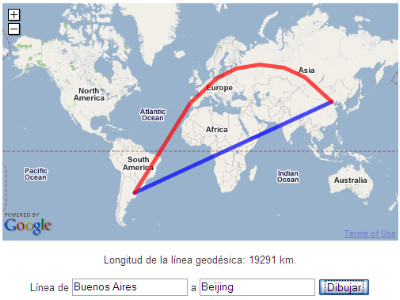 +
−
North
America
Atlantic
Ocean
Europe
Asia
Africa
South
America
Pacific
Ocean
Indian
Ocean
Australia
POWERED BY
Google
Terms of Use
Longitud de la línea geodésica: 19291 km.
Línea de Buenos Aires a Beijing Dibujar